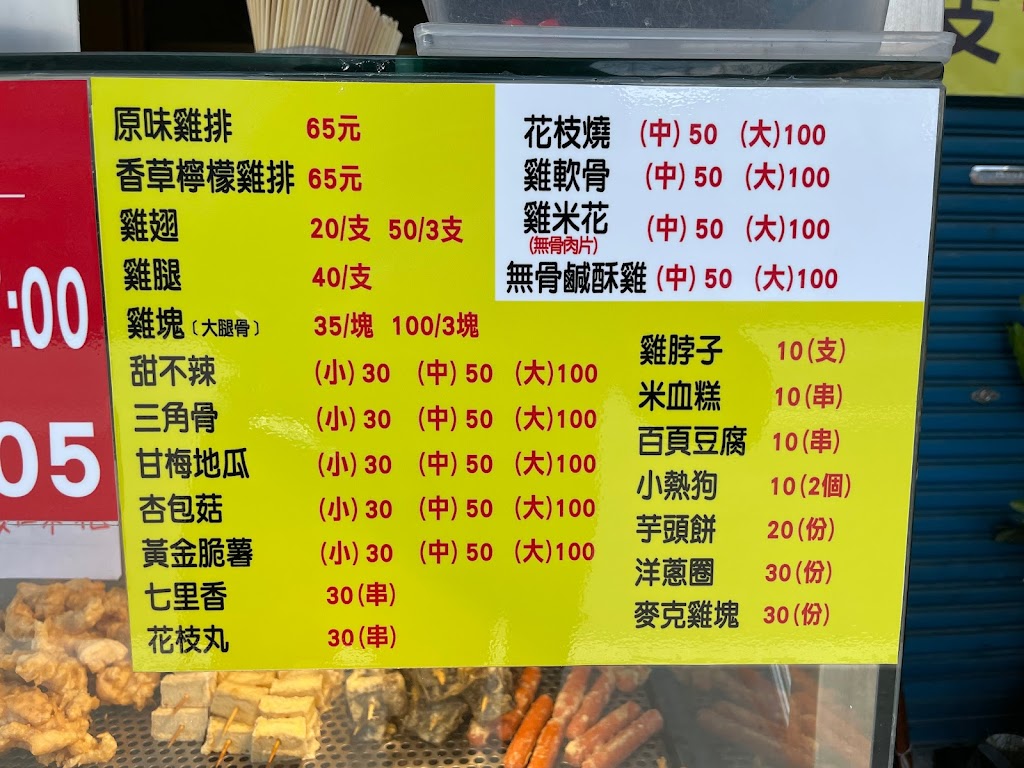 原味雞排 65元
香草檸檬雞排 65元
雞翅 20/支 50/3支
雞腿 40/支
雞塊(大腿骨) 35/塊 100/3塊
甜不辣 (小)30 (中)50 (大)100
三角骨 (小)30 (中)50 (大)100
甘梅地瓜 (小)30 (中)50 (大)100
杏包菇 (小)30 (中)50 (大)100
黃金脆薯 (小)30 (中)50 (大)100
七里香 30(串)
花枝丸 30(串)
花枝燒 (中)50 (大)100
雞軟骨 (中)50 (大)100
雞米花 (中)50 (大)100
(無骨肉片)
無骨鹹酥雞 (中)50 (大)100
雞脖子 10(支)
米血糕 10(串)
百頁豆腐 10(串)
小熱狗 10(2個)
芋頭餅 20(份)
洋蔥圈 30(份)
麥克雞塊 30(份)
:00
05